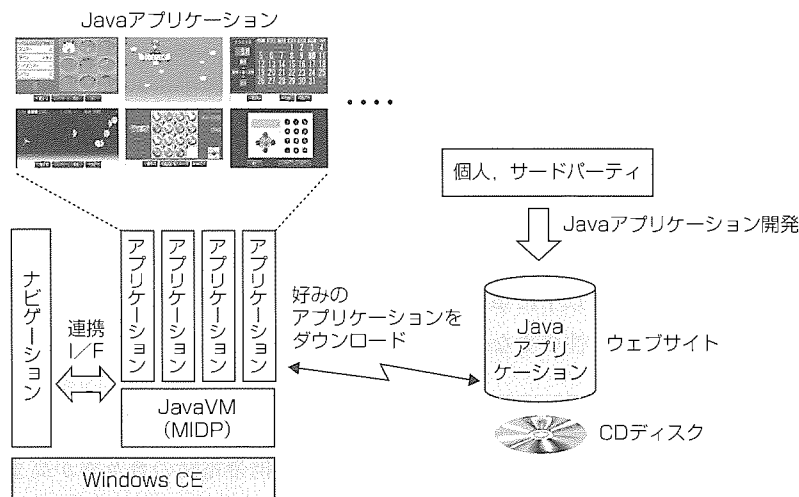 Javaアプリケーション
個人，サードパーティ
Javaアプリケーション開発
ナビゲーション
連携
I／F
アプリケーション
アプリケーション
アプリケーション
アプリケーション
好みの
アプリケーションを
ダウンロード
Java
アプリ
ケーション
ウェブサイト
JavaVM
（MIDP）
CDディスク
Windows CE